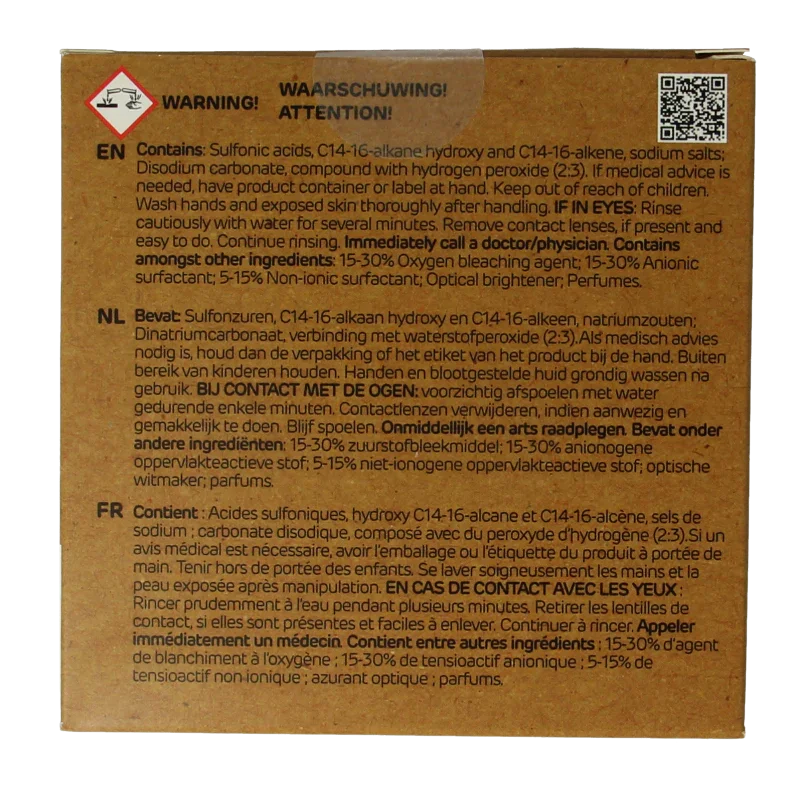 WARNING!
WAARSCHUWING!
ATTENTION!
EN Contains: Sulfonic acids, C14-16-alkane hydroxy and C14-16-alkene, sodium salts;
Disodium carbonate, compound with hydrogen peroxide (2:3). If medical advice is
needed, have product container or label at hand. Keep out of reach of children.
Wash hands and exposed skin thoroughly after handling. IF IN EYES: Rinse
cautiously with water for several minutes. Remove contact lenses, if present and
easy to do. Continue rinsing. Immediately call a doctor/physician. Contains
amongst other ingredients: 15-30% Oxygen bleaching agent; 15-30% Anionic
surfactant; 5-15% Non-ionic surfactant; Optical brightener; Perfumes.
NL Bevat: Sulfonzuren, C14-16-alkaan hydroxy en C14-16-alkeen, natriumzouten;
Dinatriumcarbonaat, verbinding met waterstofperoxide (2:3).Als medisch advies
nodig is, houd dan de verpakking of het etiket van het product bij de hand. Buiten
bereik van kinderen houden. Handen en blootgestelde huid grondig wassen na
gebruik. BIJ CONTACT MET DE OGEN: voorzichtig afspoelen met water
gedurende enkele minuten. Contactlenzen verwijderen, indien aanwezig en
gemakkelijk te doen. Blijf spoelen. Onmiddellijk een arts raadplegen. Bevat onder
andere ingrediënten: 15-30% zuurstofbleekmiddel; 15-30% anionogene
oppervlakteactieve stof; 5-15% niet-ionogene oppervlakteactieve stof; optische
witmaker; parfums.
FR Contient : Acides sulfoniques, hydroxy C14-16-alcane et C14-16-alcène, sels de
sodium ; carbonate disodique, composé avec du peroxyde d'hydrogène (2:3).Si un
avis médical est nécessaire, avoir l'emballage ou l'étiquette du produit à portée de
main. Tenir hors de portée des enfants. Se laver soigneusement les mains et la
peau exposée après manipulation. EN CAS DE CONTACT AVEC LES YEUX :
Rincer prudemment à l'eau pendant plusieurs minutes. Retirer les lentilles de
contact, si elles sont présentes et faciles à enlever. Continuer à rincer. Appeler
immédiatement un médecin. Contient entre autres ingrédients : 15-30% d'agent
de blanchiment à l'oxygène ; 15-30% de tensioactif anionique ; 5-15% de
tensioactif non ionique ; azurant optique ; parfums.